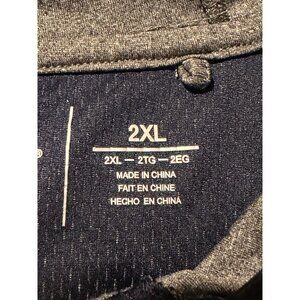 2XL
2XL — 2TG — 2EG
MADE IN CHINA
FAIT EN CHINE
HECHO EN CHINA
®